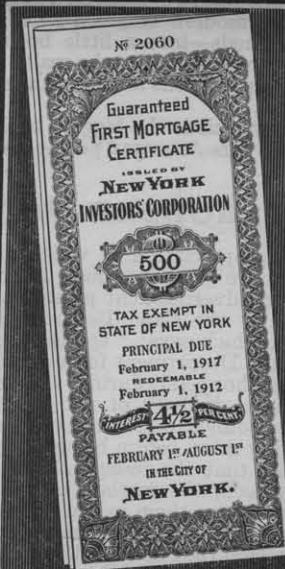 Nº 2060
Guaranteed
FIRST MORTGAGE
CERTIFICATE
ISSUED BY
NEW YORK
INVESTORS' CORPORATION
500
TAX EXEMPT IN
STATE OF NEW YORK
PRINCIPAL DUE
February 1, 1917
REDEEMABLE
February 1, 1912
INTEREST 4½ PER CENT.
PAYABLE
FEBRUARY 1ST / AUGUST 1ST
IN THE CITY OF
NEW YORK.